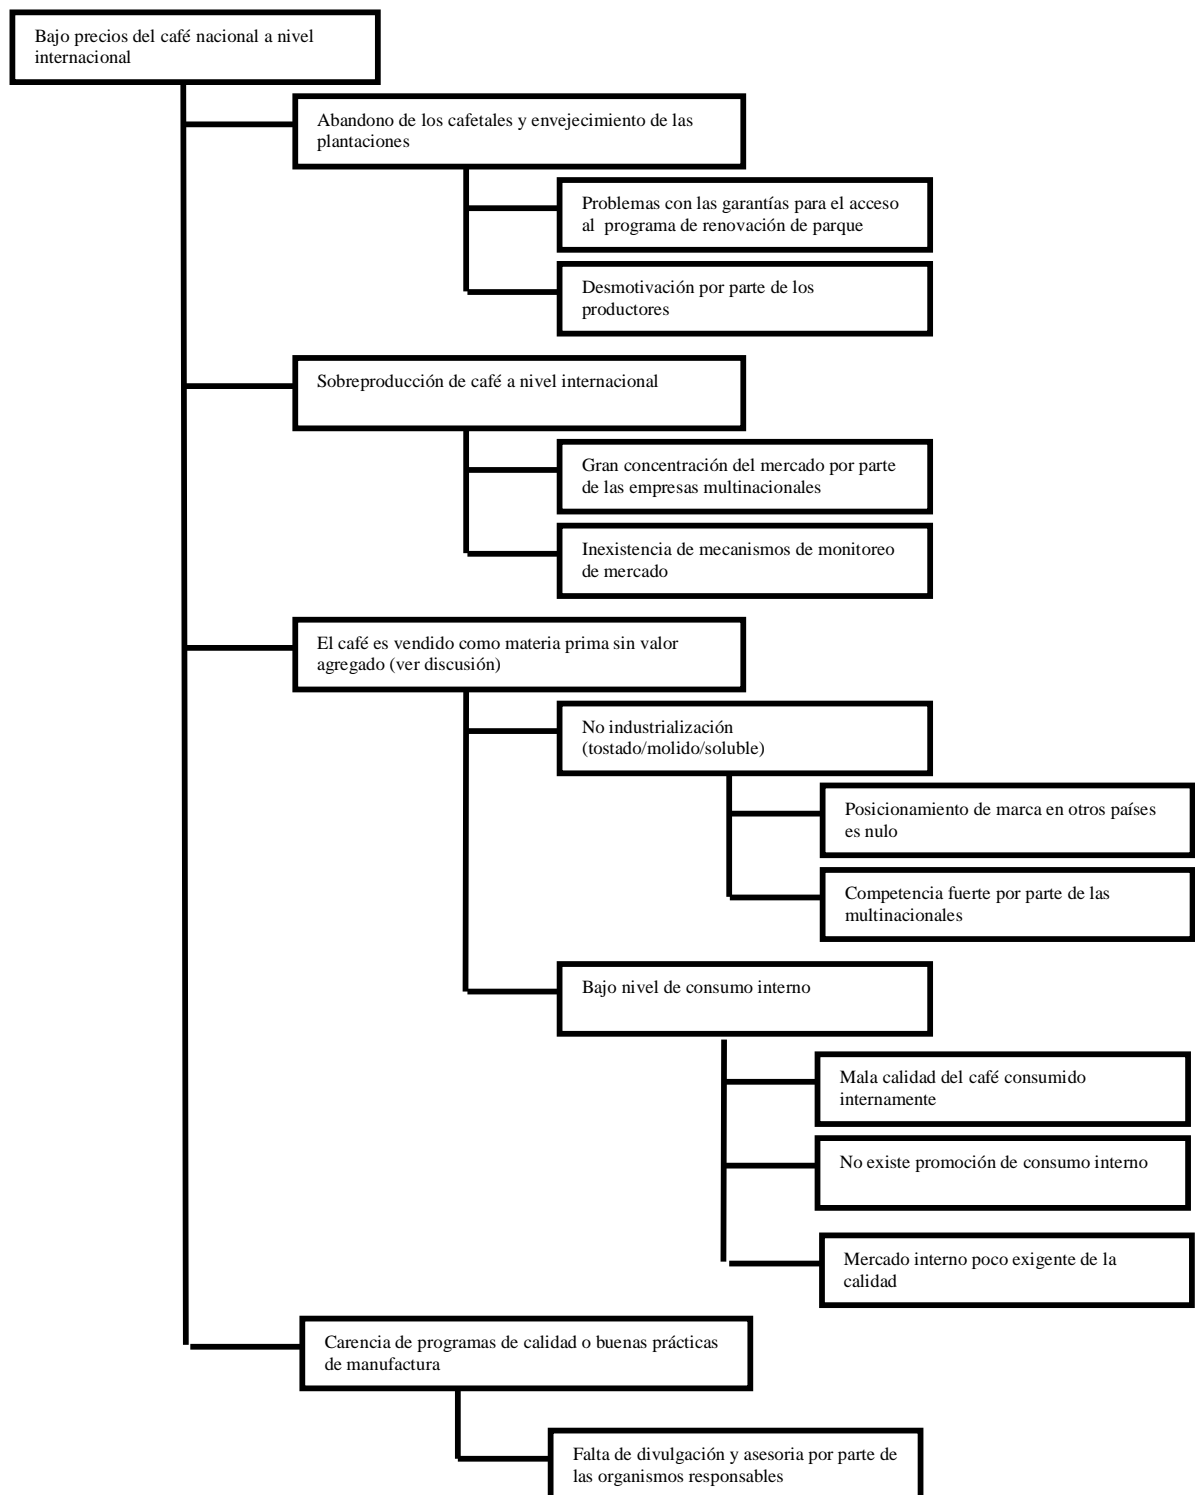 Bajo precios del café nacional a nivel
internacional
Abandono de los cafetales y envejecimiento de las
plantaciones
Problemas con las garantías para el acceso
al programa de renovación de parque
Desmotivación por parte de los
productores
Sobreproducción de café a nivel internacional
Gran concentración del mercado por parte
de las empresas multinacionales
Inexistencia de mecanismos de monitoreo
de mercado
El café es vendido como materia prima sin valor
agregado (ver discusión)
No industrialización
(tostado/molido/soluble)
Posicionamiento de marca en otros países
es nulo
Competencia fuerte por parte de las
multinacionales
Bajo nivel de consumo interno
Mala calidad del café consumido
internamente
No existe promoción de consumo interno
Mercado interno poco exigente de la
calidad
Carencia de programas de calidad o buenas prácticas
de manufactura
Falta de divulgación y asesoria por parte de
las organismos responsables